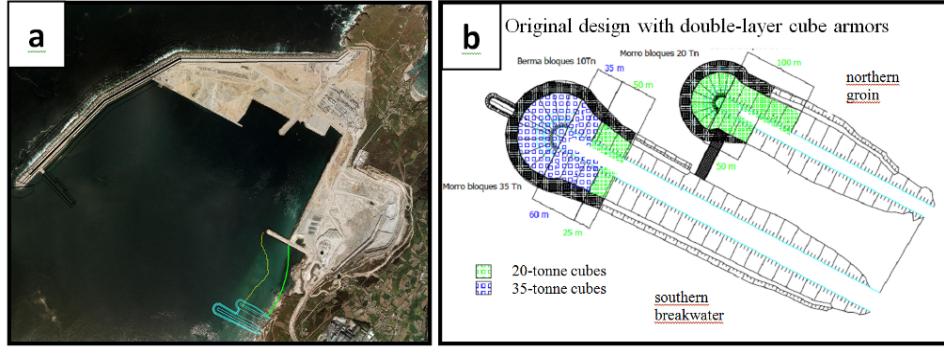 a
b
Original design with double-layer cube armors
Morro bloques 20 Tn
Berma bloques 10Tn
35 m
50 m
100 m
northern
groin
50 m
Morro bloques 35 Tn
60 m
25 m
20-tonne cubes
35-tonne cubes
southern
breakwater